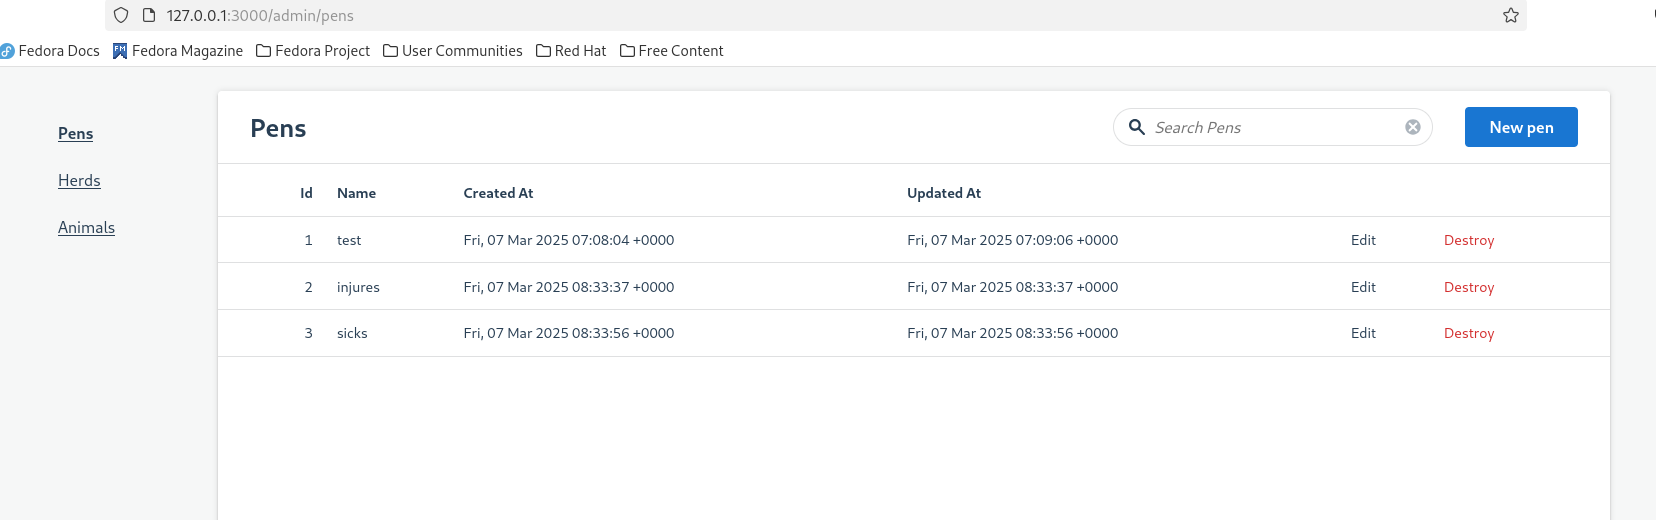 127.0.0.1:3000/admin/pens
Fedora Docs FM Fedora Magazine Fedora Project User Communities Red Hat Free Content
Pens
Herds
Animals
Pens Search Pens New pen
Id Name Created At Updated At
1 test Fri, 07 Mar 2025 07:08:04 +0000 Fri, 07 Mar 2025 07:09:06 +0000 Edit Destroy
2 injures Fri, 07 Mar 2025 08:33:37 +0000 Fri, 07 Mar 2025 08:33:37 +0000 Edit Destroy
3 sicks Fri, 07 Mar 2025 08:33:56 +0000 Fri, 07 Mar 2025 08:33:56 +0000 Edit Destroy